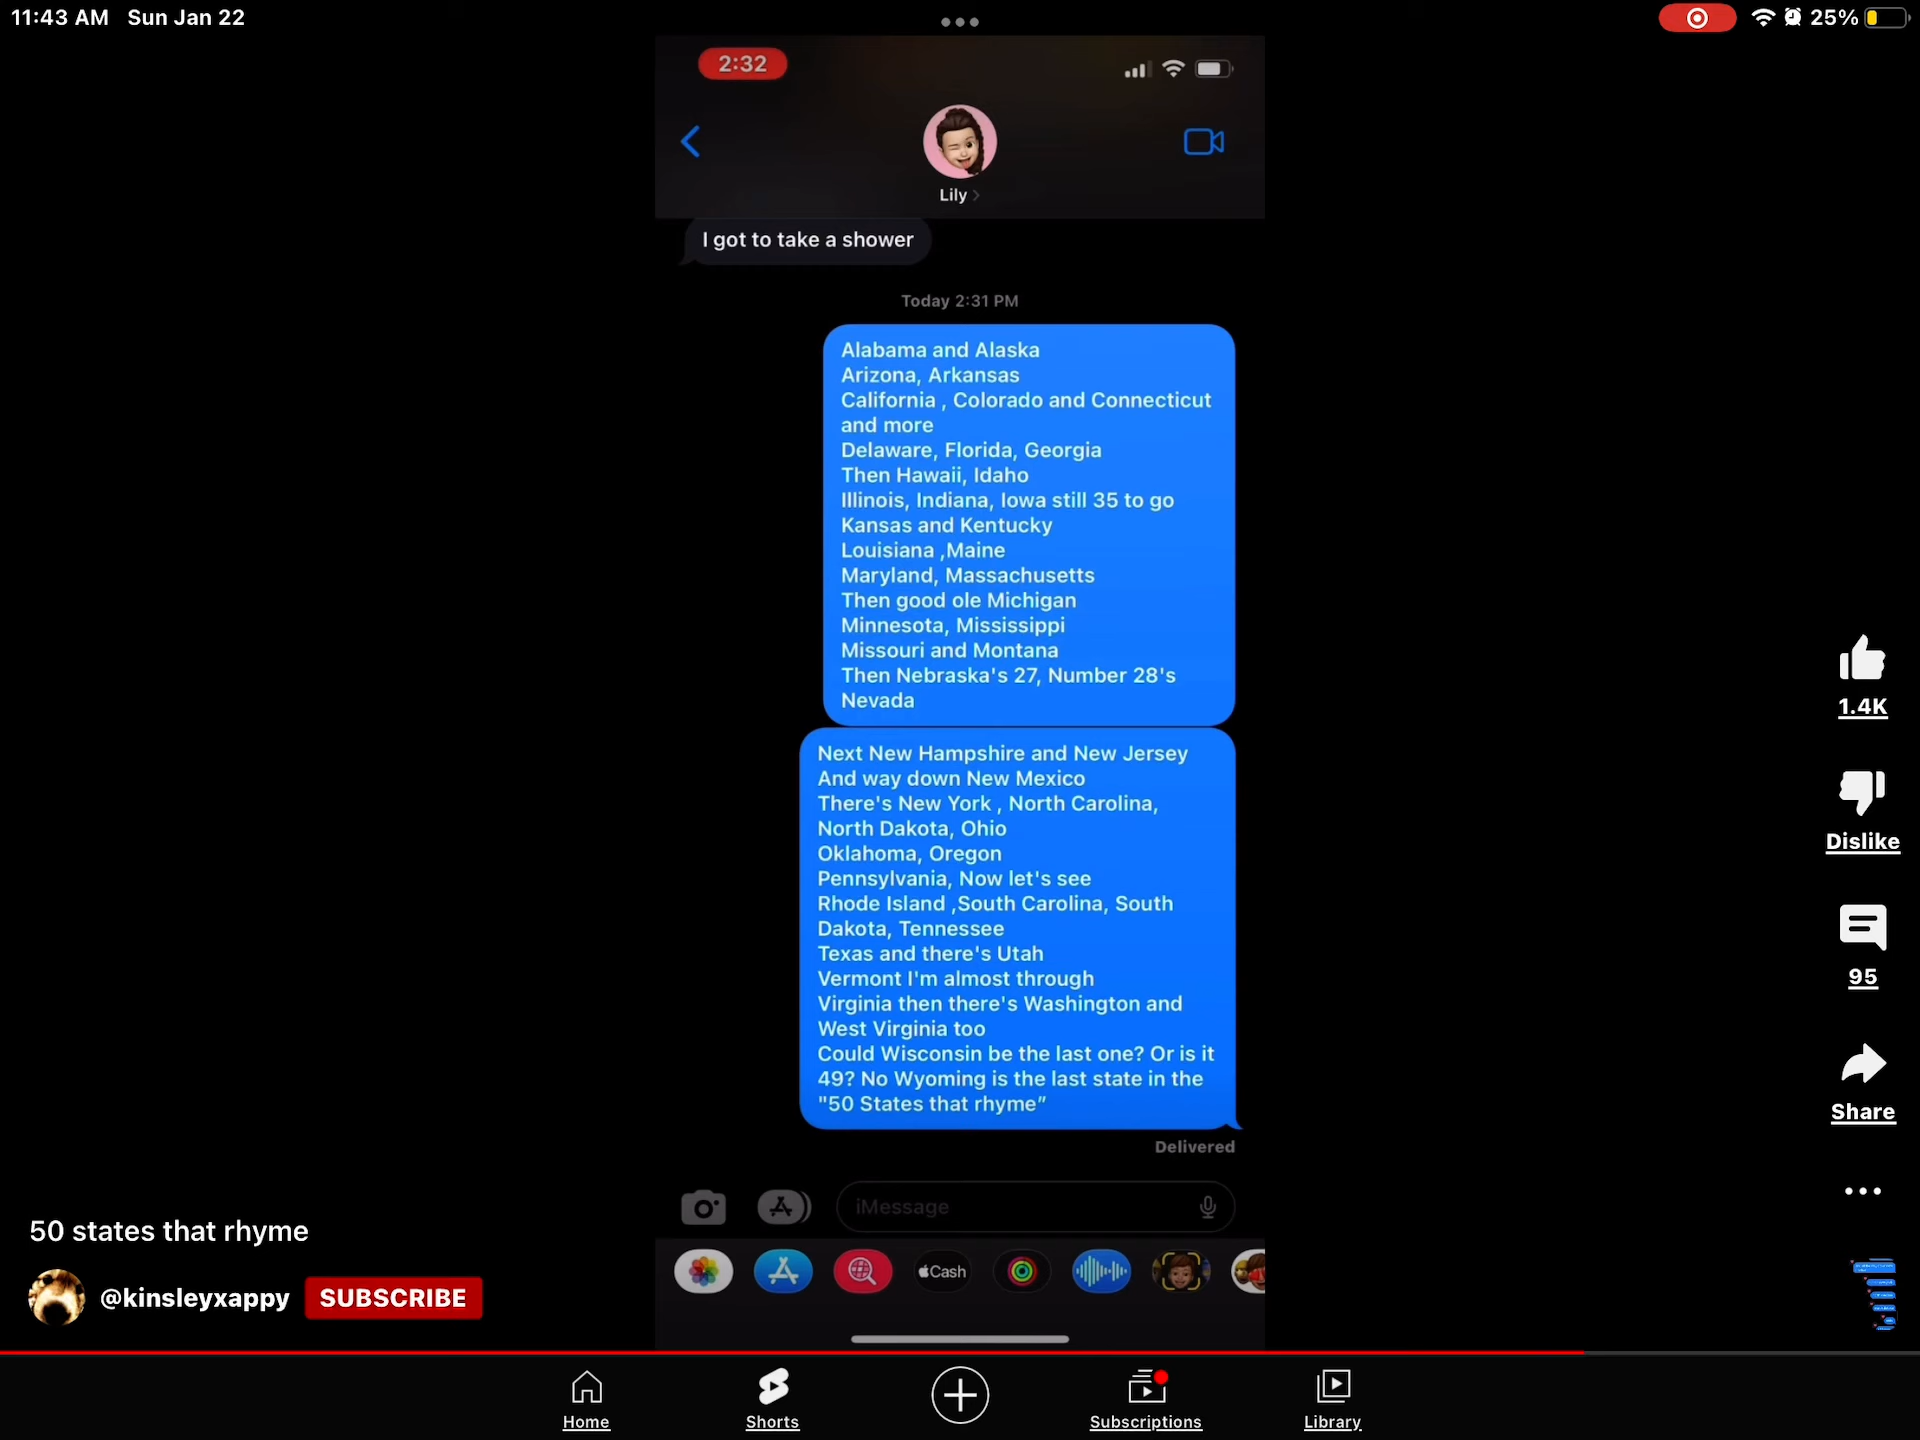 11:43 AM Sun Jan 22
25%
2:32
Lily
I got to take a shower
Today 2:31 PM
Alabama and Alaska
Arizona, Arkansas
California , Colorado and Connecticut
and more
Delaware, Florida, Georgia
Then Hawaii, Idaho
Illinois, Indiana, Iowa still 35 to go
Kansas and Kentucky
Louisiana ,Maine
Maryland, Massachusetts
Then good ole Michigan
Minnesota, Mississippi
Missouri and Montana
Then Nebraska's 27, Number 28's
Nevada
Next New Hampshire and New Jersey
And way down New Mexico
There's New York , North Carolina,
North Dakota, Ohio
Oklahoma, Oregon
Pennsylvania, Now let's see
Rhode Island ,South Carolina, South
Dakota, Tennessee
Texas and there's Utah
Vermont I'm almost through
Virginia then there's Washington and
West Virginia too
Could Wisconsin be the last one? Or is it
49? No Wyoming is the last state in the
"50 States that rhyme”
Delivered
iMessage
Cash
1.4K
Dislike
95
Share
50 states that rhyme
@kinsleyxappy SUBSCRIBE
Home
Shorts
Subscriptions
Library